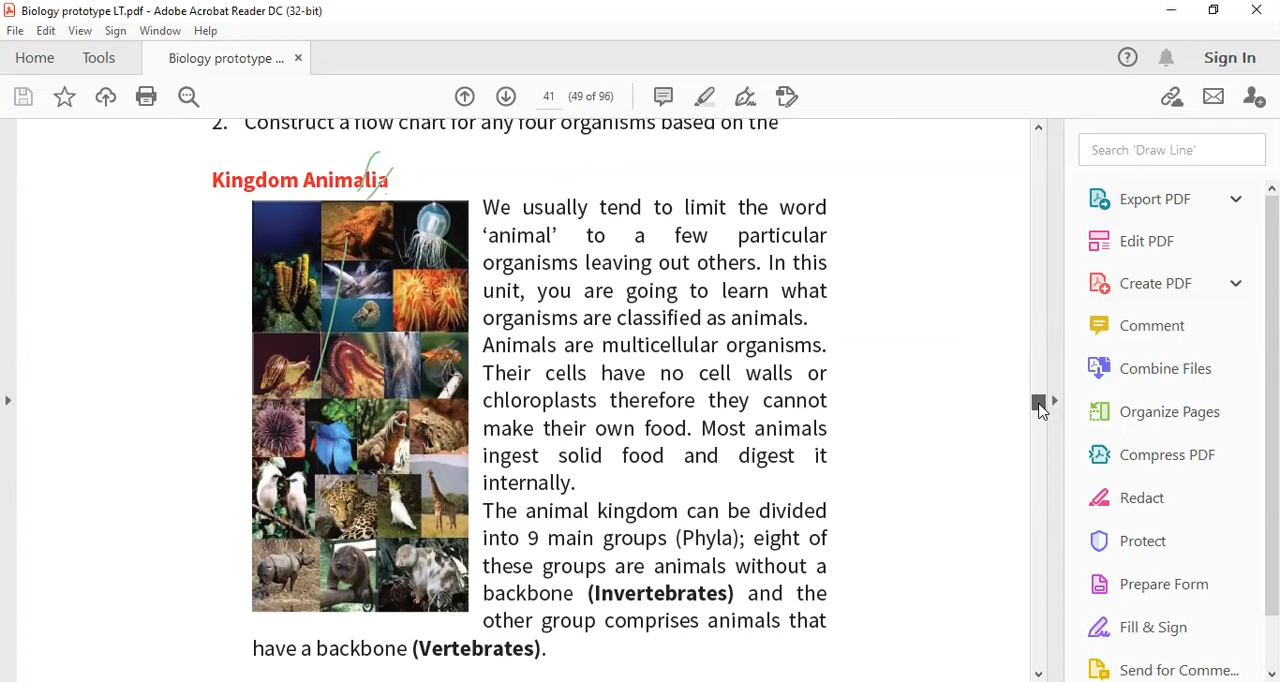 Biology prototype LT.pdf - Adobe Acrobat Reader DC (32-bit)
File Edit View Sign Window Help
Home Tools Biology prototype ... × Sign In
41 (49 of 96)
2. Construct a flow chart for any four organisms based on the
Kingdom Animalia
We usually tend to limit the word
‘animal’ to a few particular
organisms leaving out others. In this
unit, you are going to learn what
organisms are classified as animals.
Animals are multicellular organisms.
Their cells have no cell walls or
chloroplasts therefore they cannot
make their own food. Most animals
ingest solid food and digest it
internally.
The animal kingdom can be divided
into 9 main groups (Phyla); eight of
these groups are animals without a
backbone (Invertebrates) and the
other group comprises animals that
have a backbone (Vertebrates).
Search 'Draw Line'
Export PDF
Edit PDF
Create PDF
Comment
Combine Files
Organize Pages
Compress PDF
Redact
Protect
Prepare Form
Fill & Sign
Send for Comme...